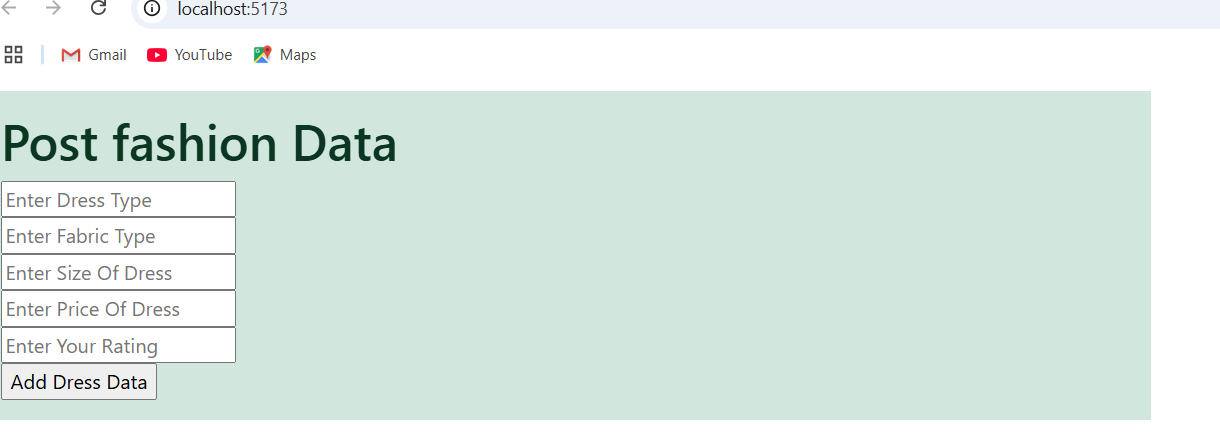 localhost:5173
Gmail YouTube Maps
Post fashion Data
Enter Dress Type
Enter Fabric Type
Enter Size Of Dress
Enter Price Of Dress
Enter Your Rating
Add Dress Data